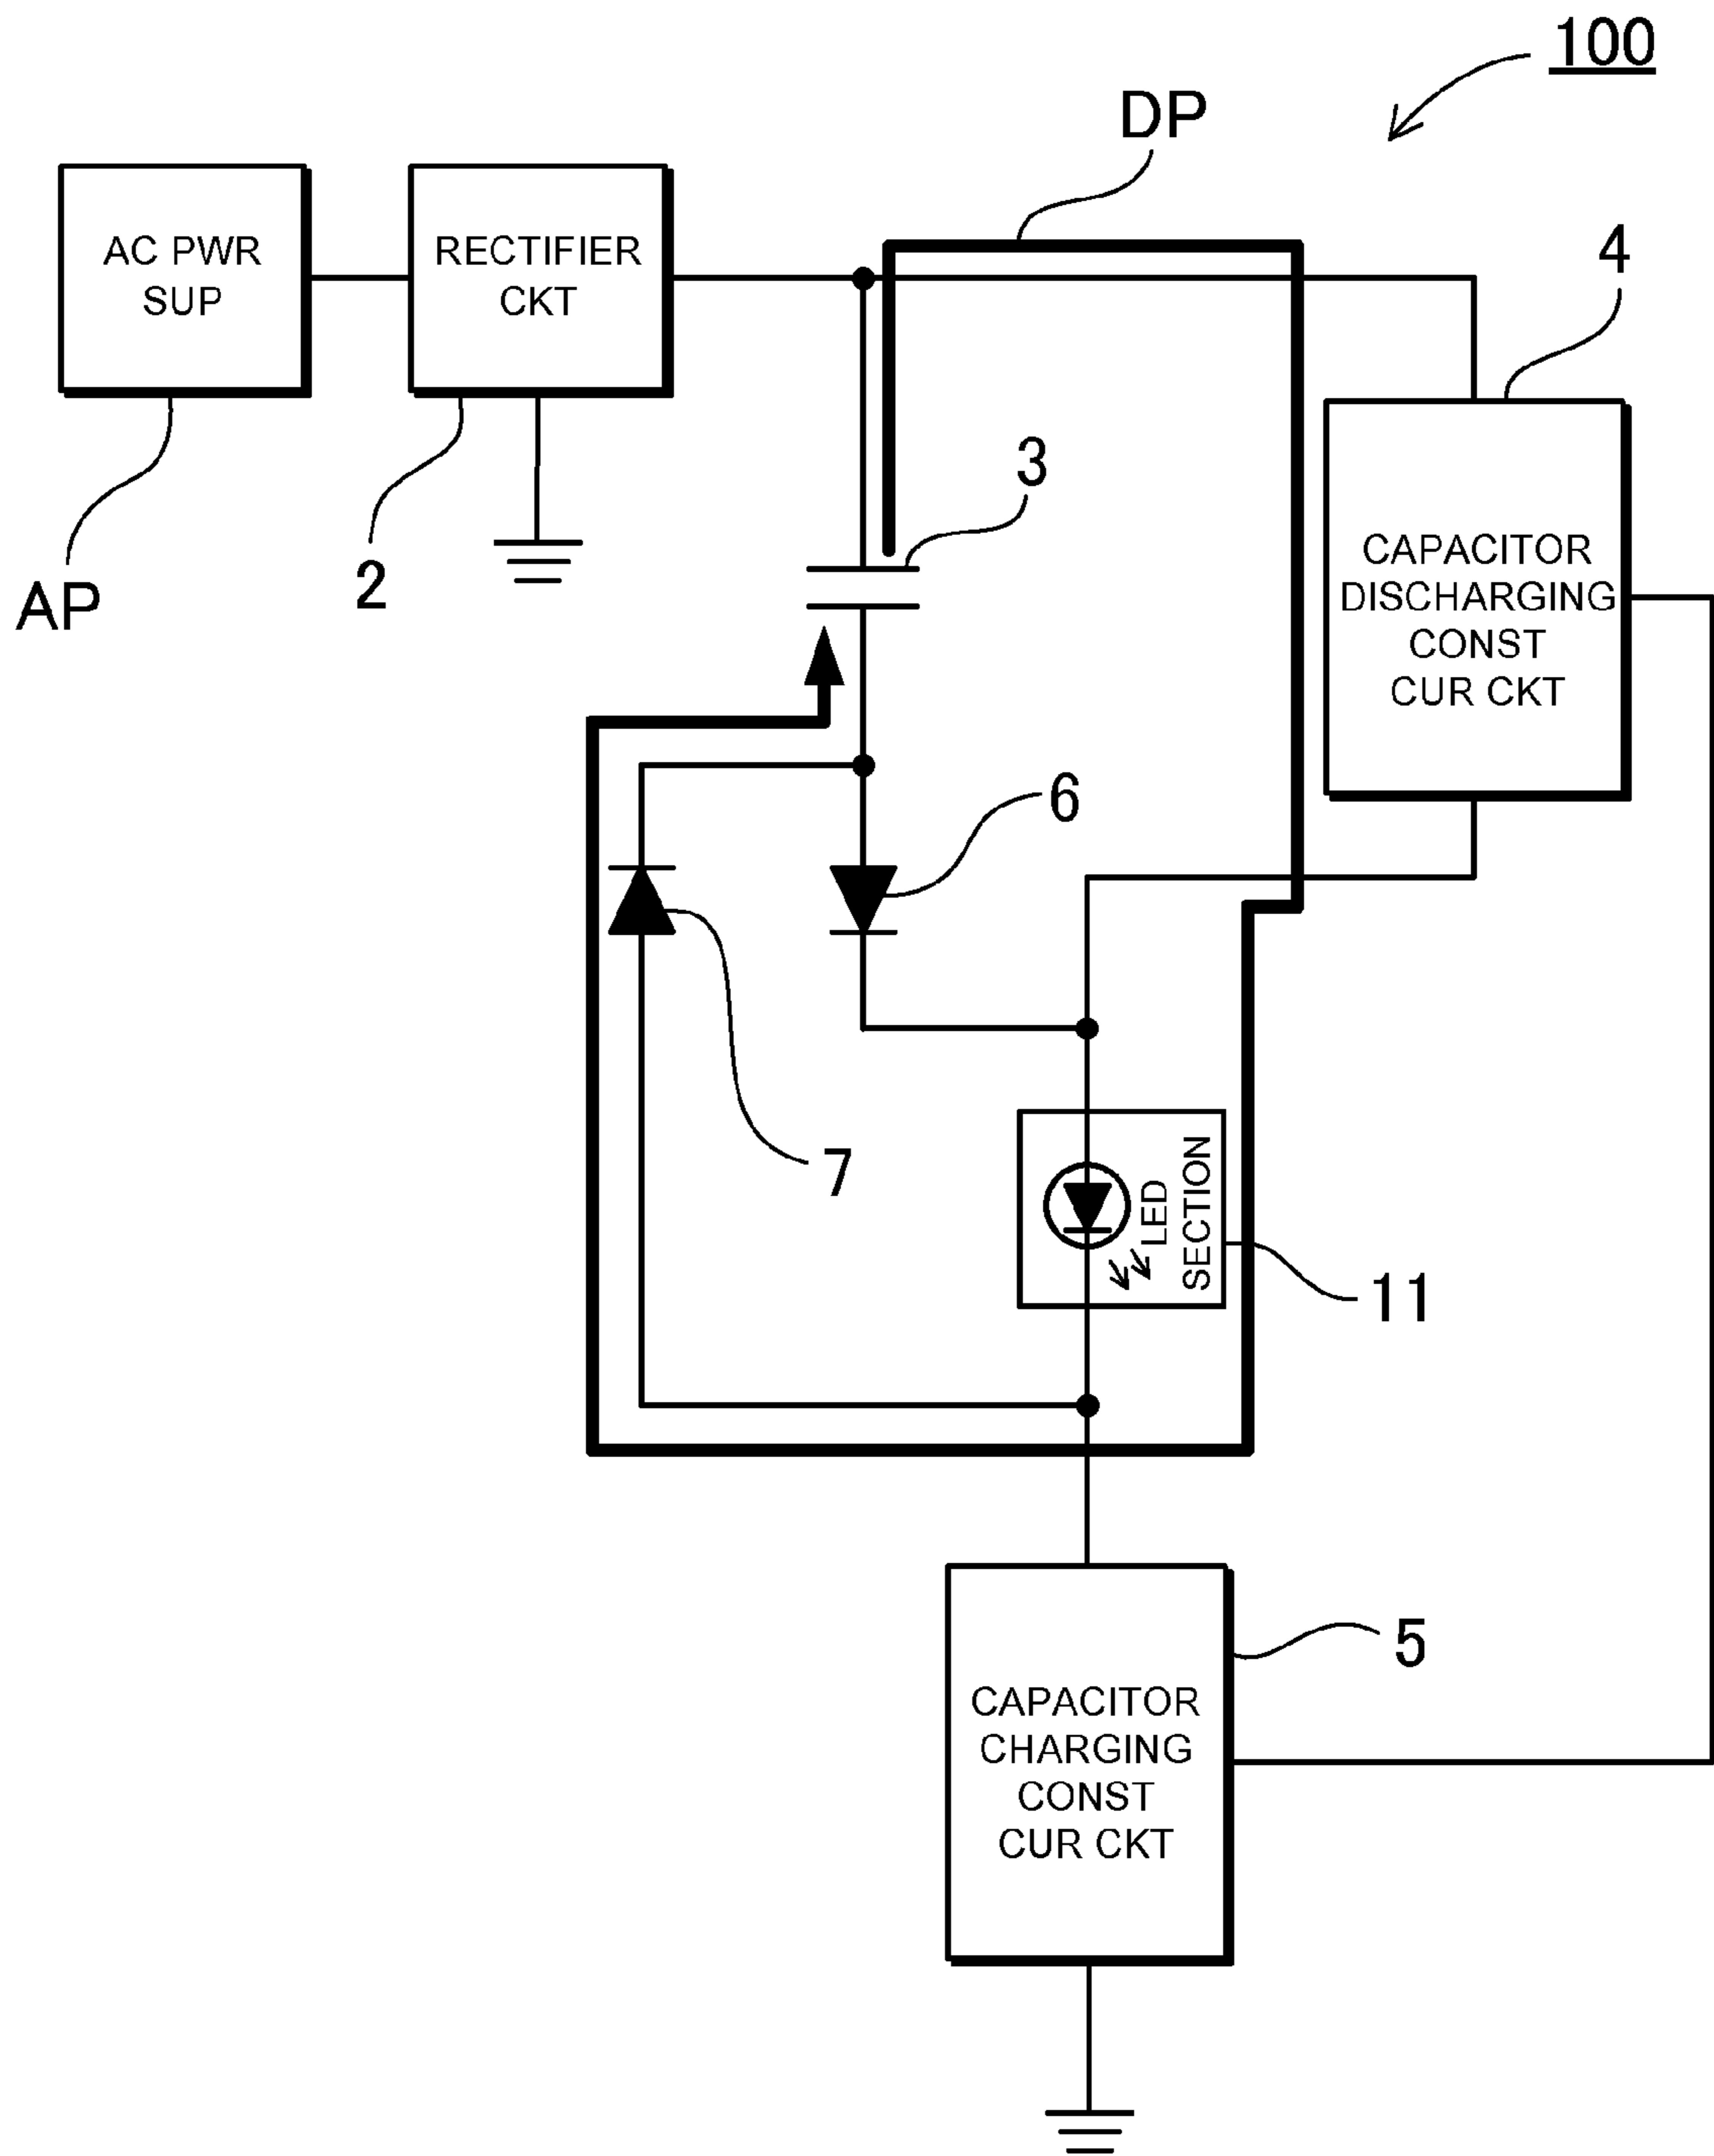 100
DP
AC PWR
SUP
RECTIFIER
CKT
4
3
CAPACITOR
DISCHARGING
CONST
CUR CKT
AP
2
6
7
LED
SECTION
11
5
CAPACITOR
CHARGING
CONST
CUR CKT